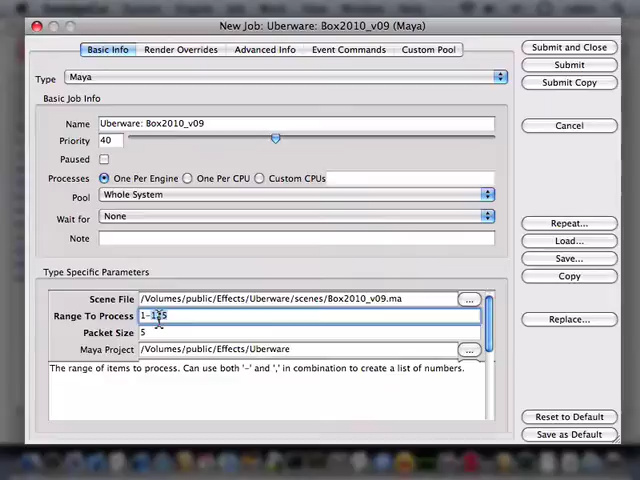 New Job: Uberware: Box2010_v09 (Maya)
Basic Info Render Overrides Advanced Info Event Commands Custom Pool
Submit and Close
Type Maya
Submit
Submit Copy
Basic Job Info
Name Uberware: Box2010_v09
Cancel
Priority 40
Paused
Processes One Per Engine One Per CPU Custom CPUs
Pool Whole System
Wait for None
Repeat...
Note
Load...
Save...
Type Specific Parameters
Copy
Scene File /Volumes/public/Effects/Uberware/scenes/Box2010_v09.ma ...
Range To Process
Replace...
Packet Size 5
Maya Project /Volumes/public/Effects/Uberware ...
The range of items to process. Can use both '-' and ',' in combination to create a list of numbers.
Reset to Default
Save as Default